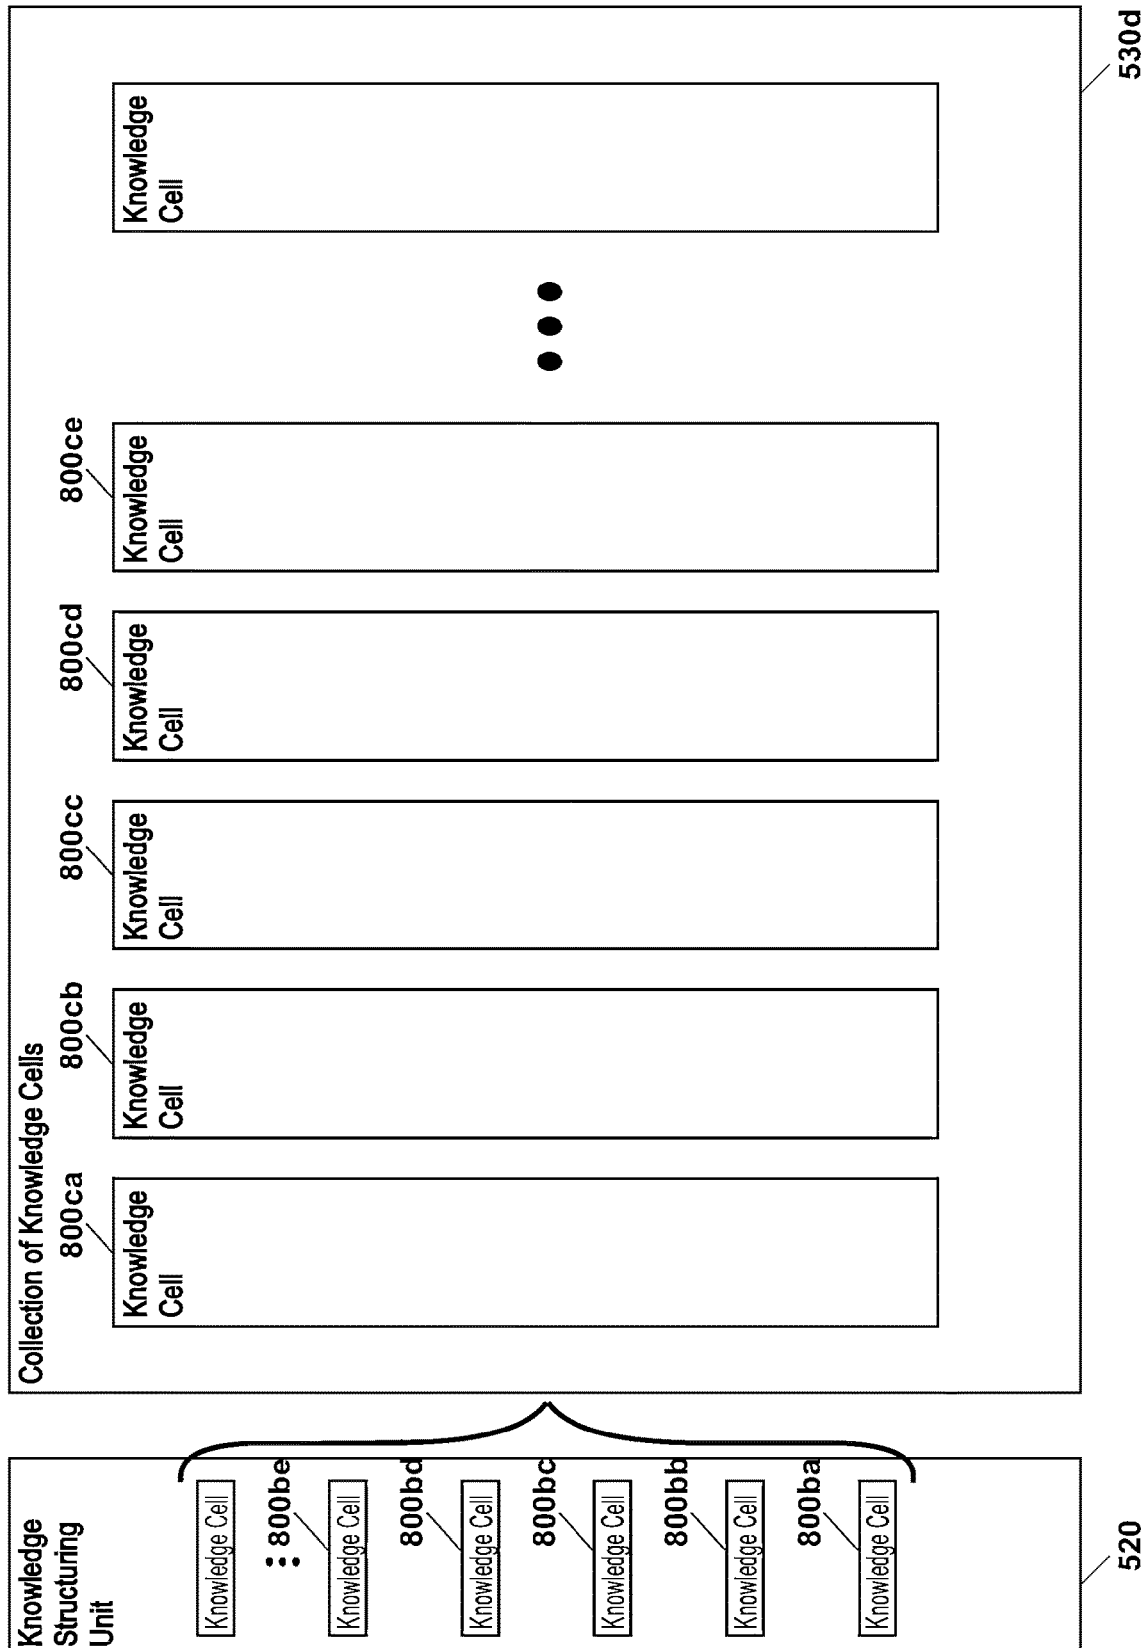 Knowledge
Structuring
Unit
Knowledge Cell
800be
Knowledge Cell
800bd
Knowledge Cell
800bc
Knowledge Cell
800bb
Knowledge Cell
800ba
Knowledge Cell
520
Collection of Knowledge Cells
800ca
Knowledge
Cell
800cb
Knowledge
Cell
800cc
Knowledge
Cell
800cd
Knowledge
Cell
800ce
Knowledge
Cell
Knowledge
Cell
530d